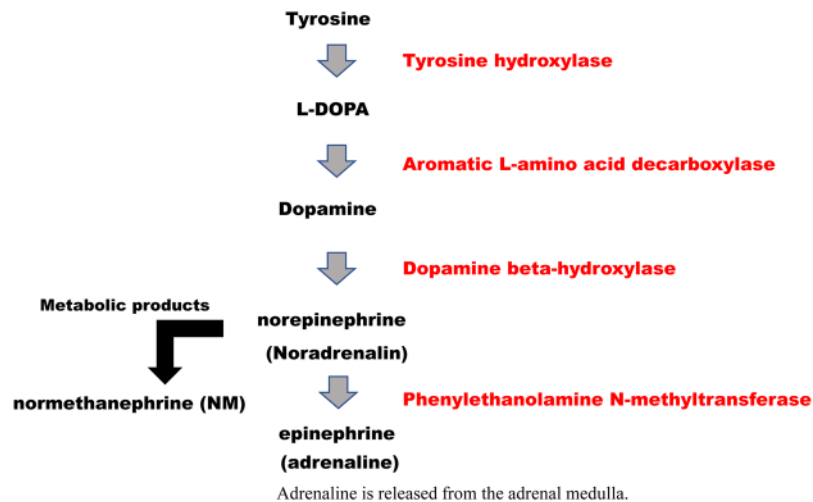 Tyrosine
Tyrosine hydroxylase
L-DOPA
Aromatic L-amino acid decarboxylase
Dopamine
Dopamine beta-hydroxylase
Metabolic products
norepinephrine
(Noradrenalin)
normethanephrine (NM)
Phenylethanolamine N-methyltransferase
epinephrine
(adrenaline)
Adrenaline is released from the adrenal medulla.